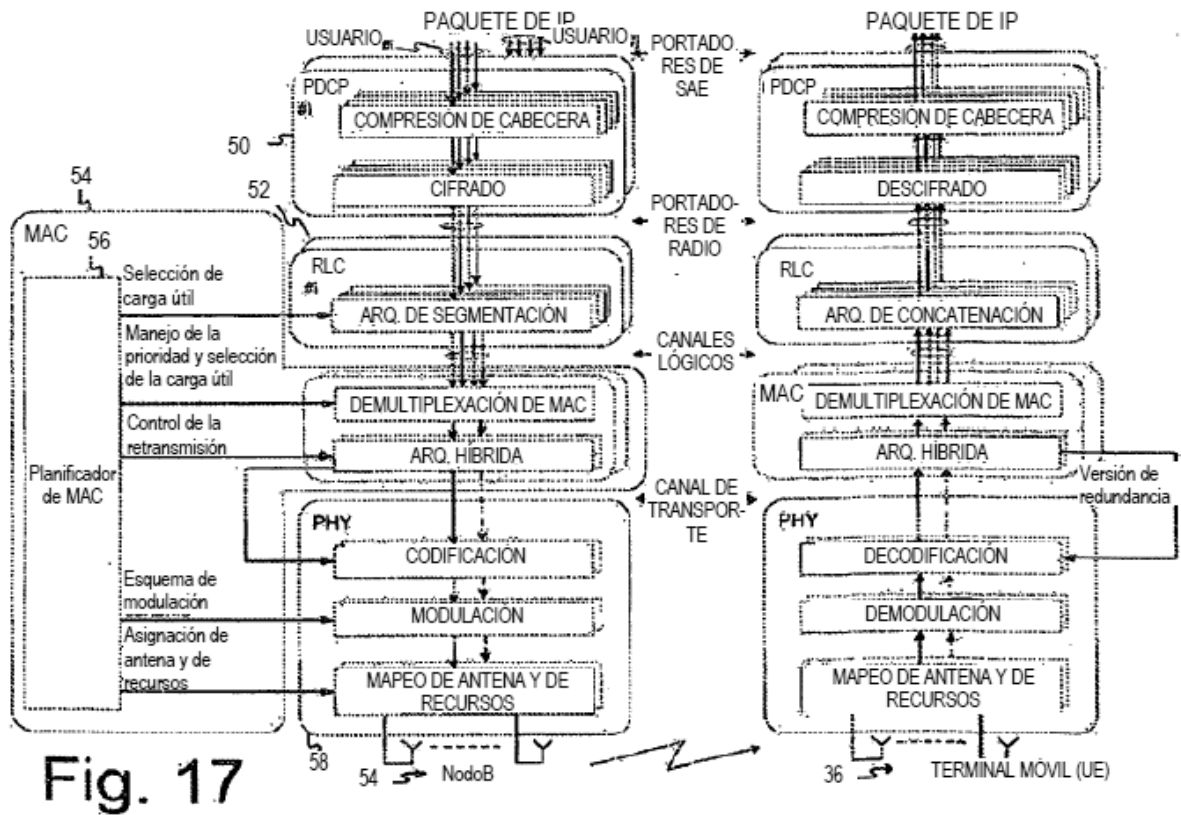 PAQUETE DE IP
USUARIO #i
USUARIO j
PDCP
#i
COMPRESIÓN DE CABECERA
50
CIFRADO
PORTADO
RES DE
SAE
PAQUETE DE IP
PDCP
COMPRESIÓN DE CABECERA
DESCIFRADO
54
MAC
56
Planificador
de MAC
Selección de
carga útil
Manejo de la
prioridad y selección
de la carga útil
Control de la
retransmisión
Esquema de
modulación
Asignación de
antena y de
recursos
52
RLC
#i
ARQ. DE SEGMENTACIÓN
PORTADO-
RES DE
RADIO
RLC
ARQ. DE CONCATENACIÓN
CANALES
LÓGICOS
DEMULTIPLEXACIÓN DE MAC
ARQ. HÍBRIDA
MAC
DEMULTIPLEXACIÓN DE MAC
ARQ. HÍBRIDA
Versión de
redundancia
CANAL DE
TRANSPOR-
TE
PHY
CODIFICACIÓN
MODULACIÓN
MAPEO DE ANTENA Y DE
RECURSOS
58
54
NodoB
PHY
DECODIFICACIÓN
DEMODULACIÓN
MAPEO DE ANTENA Y DE
RECURSOS
36
TERMINAL MÓVIL (UE)
Fig. 17